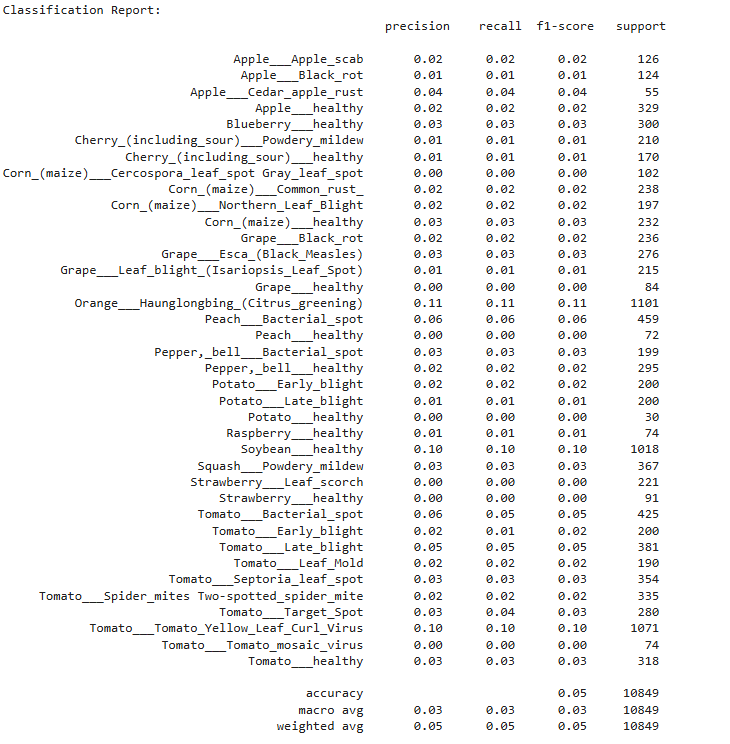 Classification Report:
precision recall f1-score support
Apple___Apple_scab 0.02 0.02 0.02 126
Apple___Black_rot 0.01 0.01 0.01 124
Apple___Cedar_apple_rust 0.04 0.04 0.04 55
Apple___healthy 0.02 0.02 0.02 329
Blueberry___healthy 0.03 0.03 0.03 300
Cherry_(including_sour)___Powdery_mildew 0.01 0.01 0.01 210
Cherry_(including_sour)___healthy 0.01 0.01 0.01 170
Corn_(maize)___Cercospora_leaf_spot Gray_leaf_spot 0.00 0.00 0.00 102
Corn_(maize)___Common_rust_ 0.02 0.02 0.02 238
Corn_(maize)___Northern_Leaf_Blight 0.02 0.02 0.02 197
Corn_(maize)___healthy 0.03 0.03 0.03 232
Grape___Black_rot 0.02 0.02 0.02 236
Grape___Esca_(Black_Measles) 0.03 0.03 0.03 276
Grape___Leaf_blight_(Isariopsis_Leaf_Spot) 0.01 0.01 0.01 215
Grape___healthy 0.00 0.00 0.00 84
Orange___Haunglongbing_(Citrus_greening) 0.11 0.11 0.11 1101
Peach___Bacterial_spot 0.06 0.06 0.06 459
Peach___healthy 0.00 0.00 0.00 72
Pepper,_bell___Bacterial_spot 0.03 0.03 0.03 199
Pepper,_bell___healthy 0.02 0.02 0.02 295
Potato___Early_blight 0.02 0.02 0.02 200
Potato___Late_blight 0.01 0.01 0.01 200
Potato___healthy 0.00 0.00 0.00 30
Raspberry___healthy 0.01 0.01 0.01 74
Soybean___healthy 0.10 0.10 0.10 1018
Squash___Powdery_mildew 0.03 0.03 0.03 367
Strawberry___Leaf_scorch 0.00 0.00 0.00 221
Strawberry___healthy 0.00 0.00 0.00 91
Tomato___Bacterial_spot 0.06 0.05 0.05 425
Tomato___Early_blight 0.02 0.01 0.02 200
Tomato___Late_blight 0.05 0.05 0.05 381
Tomato___Leaf_Mold 0.02 0.02 0.02 190
Tomato___Septoria_leaf_spot 0.03 0.03 0.03 354
Tomato___Spider_mites Two-spotted_spider_mite 0.02 0.02 0.02 335
Tomato___Target_Spot 0.03 0.04 0.03 280
Tomato___Tomato_Yellow_Leaf_Curl_Virus 0.10 0.10 0.10 1071
Tomato___Tomato_mosaic_virus 0.00 0.00 0.00 74
Tomato___healthy 0.03 0.03 0.03 318
accuracy 0.05 10849
macro avg 0.03 0.03 0.03 10849
weighted avg 0.05 0.05 0.05 10849